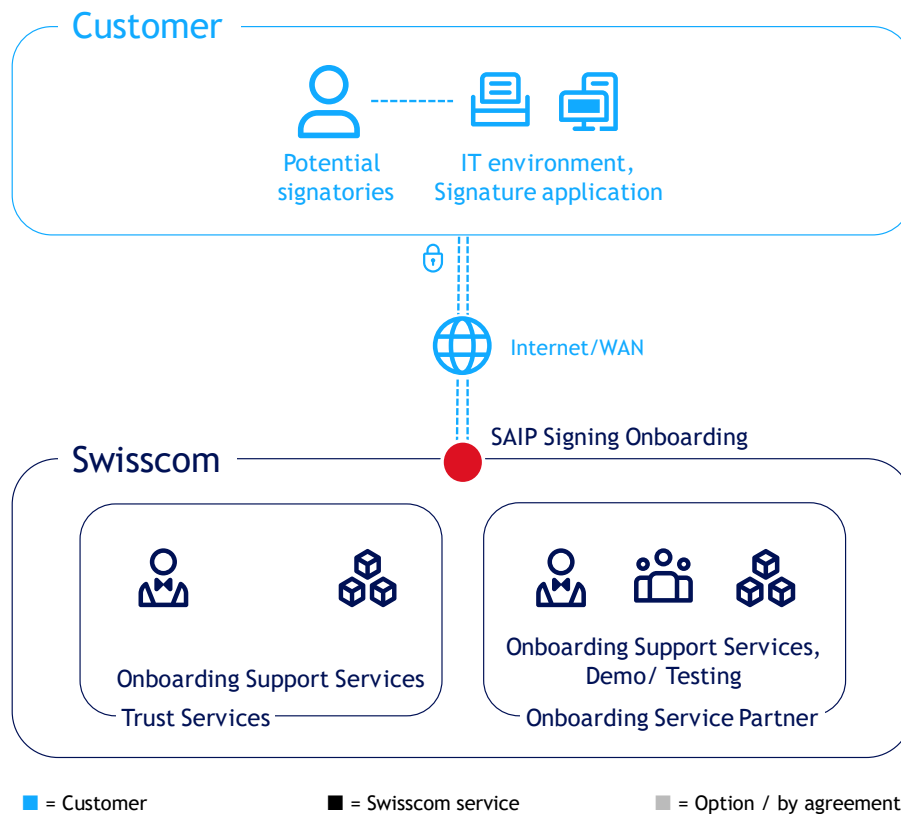 Customer
Potential
signatories
IT environment,
Signature application
Internet/WAN
SAIP Signing Onboarding
Swisscom
Onboarding Support Services
Trust Services
Onboarding Support Services,
Demo/ Testing
Onboarding Service Partner
= Customer
= Swisscom service
= Option / by agreement